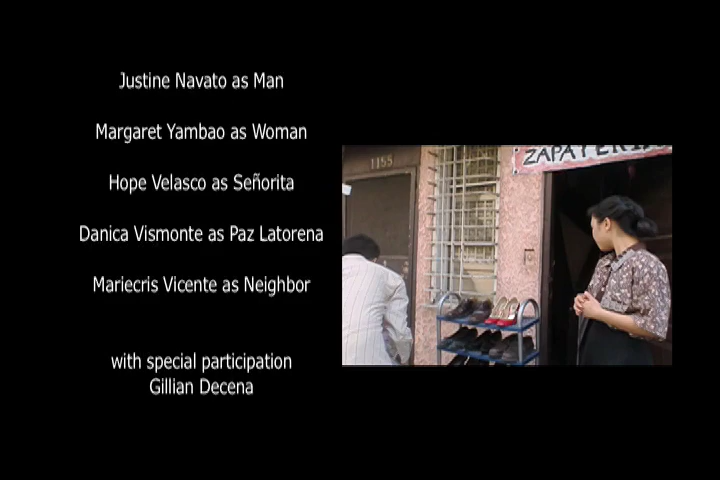 Justine Navato as Man
Margaret Yambao as Woman
Hope Velasco as Señorita
Danica Vismonte as Paz Latorena
Mariecris Vicente as Neighbor
with special participation
Gillian Decena
1155